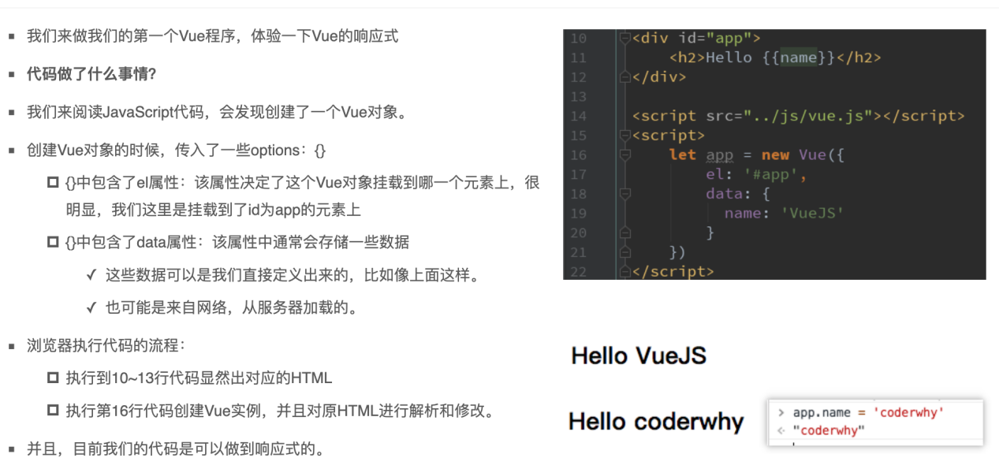 我们来做我们的第一个Vue程序，体验一下Vue的响应式
代码做了什么事情?
我们来阅读JavaScript代码，会发现创建了一个Vue对象。
创建Vue对象的时候，传入了一些options：{}
{}中包含了el属性：该属性决定了这个Vue对象挂载到哪一个元素上，很
明显，我们这里是挂载到了id为app的元素上
{}中包含了data属性：该属性中通常会存储一些数据
这些数据可以是我们直接定义出来的，比如像上面这样。
也可能是来自网络，从服务器加载的。
浏览器执行代码的流程：
执行到10~13行代码显然出对应的HTML
执行第16行代码创建Vue实例，并且对原HTML进行解析和修改。
并且，目前我们的代码是可以做到响应式的。
10 <div id="app">
11 <h2>Hello {{name}}</h2>
12 </div>
13
14 <script src="../js/vue.js"></script>
15 <script>
16 let app = new Vue({
17 el: '#app',
18 data: {
19 name: 'VueJS'
20 }
21 })
22 </script>
Hello VueJS
Hello coderwhy
> app.name = 'coderwhy'
"coderwhy"